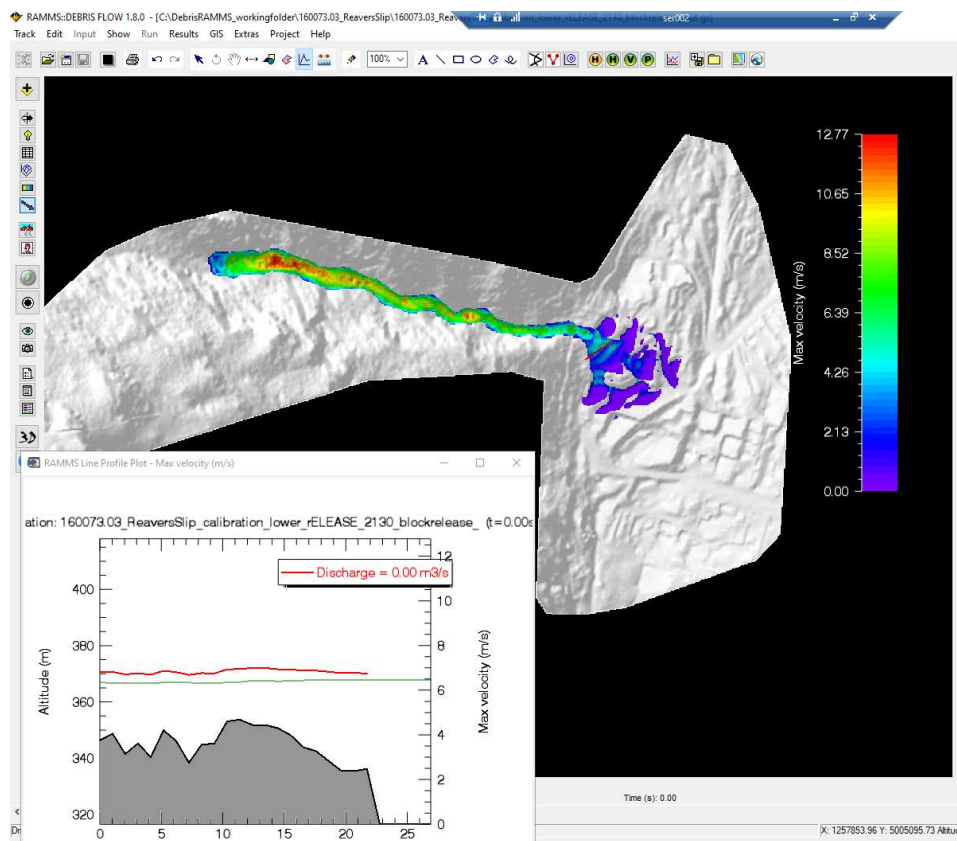 RAMMS::DEBRIS FLOW 1.8.0 - [C:\DebrisRAMMS_workingfolder\160073.03_ReaversSlip\160073.03_Reav
ser002
Track Edit Input Show Run Results GIS Extras Project Help
100%
A
H H V P
12.77
10.65
8.52
6.39
4.26
2.13
0.00
Max velocity (m/s)
3D
RAMMS Line Profile Plot - Max velocity (m/s)
ation: 160073.03_ReaversSlip_calibration_lower_rELEASE_2130_blockrelease_ (t=0.00s
Discharge = 0.00 m3/s
400
380
360
340
320
Altitude (m)
12
10
8
6
4
2
0
Max velocity (m/s)
0 5 10 15 20 25
Time (s): 0.00
X: 1257853.96 Y: 5005095.73 Altitu